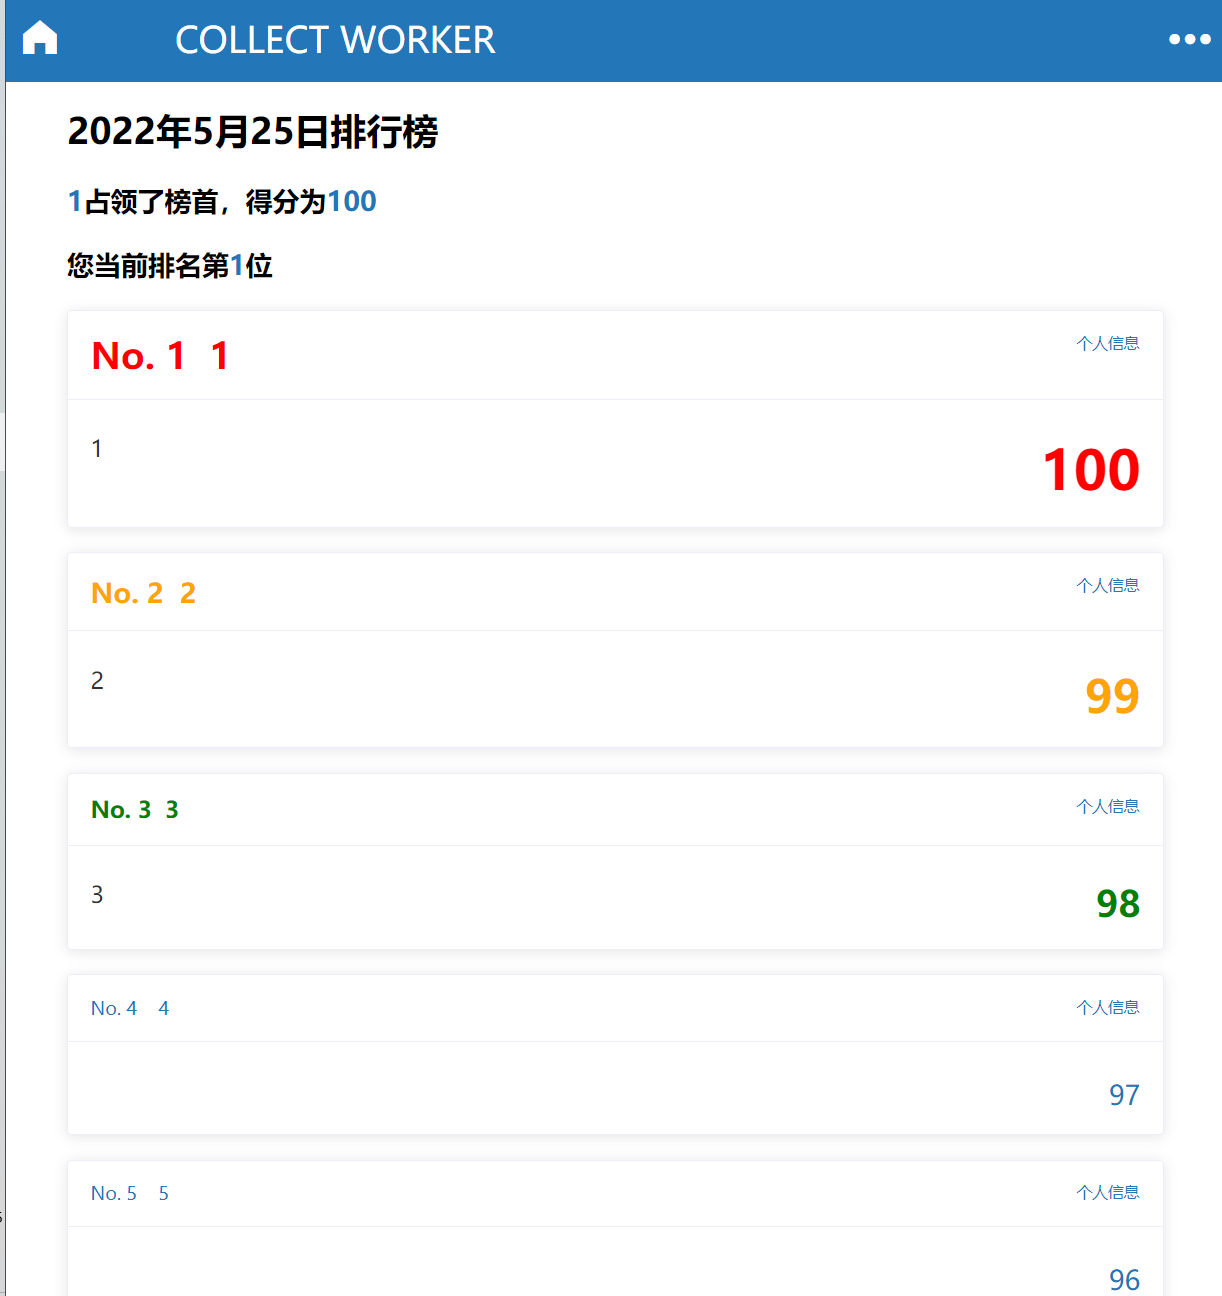 COLLECT WORKER
2022年5月25日排行榜
1占领了榜首，得分为100
您当前排名第1位
No. 1 1
个人信息
1
100
No. 2 2
个人信息
2
99
No. 3 3
个人信息
3
98
No. 4 4
个人信息
97
No. 5 5
个人信息
96